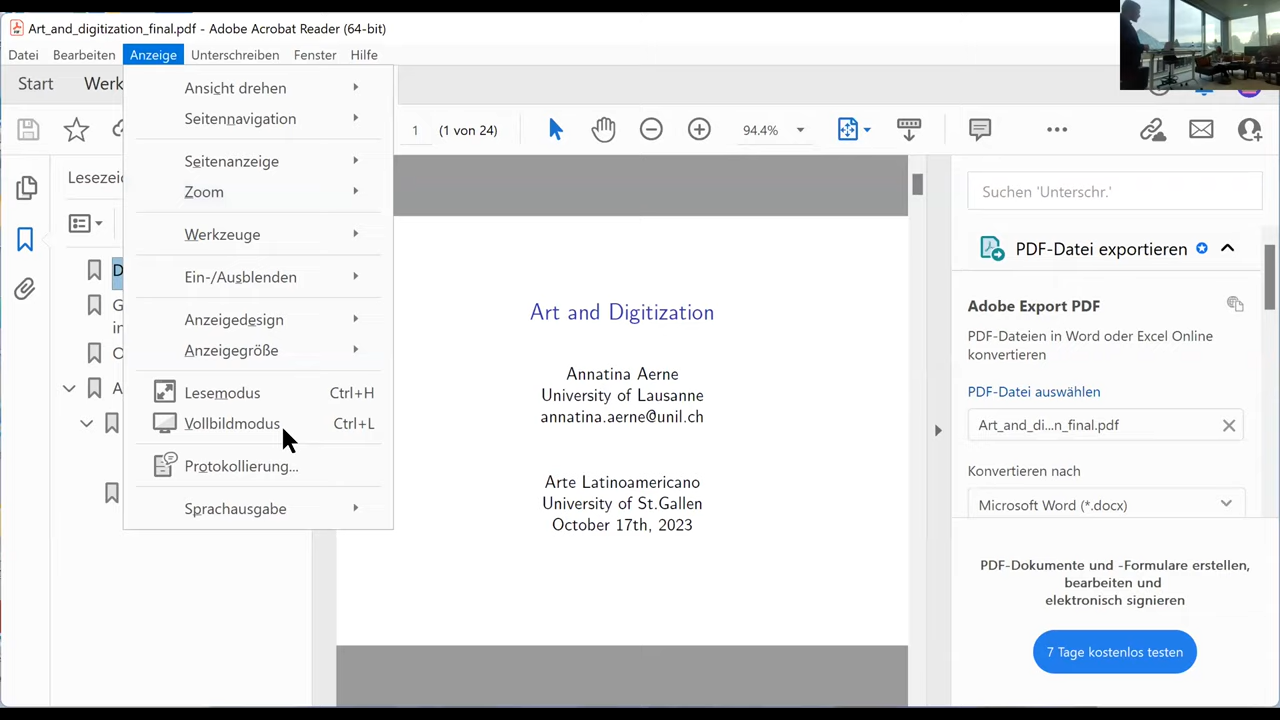 Art_and_digitization_final.pdf - Adobe Acrobat Reader (64-bit)
Datei Bearbeiten Anzeige Unterschreiben Fenster Hilfe
Start
1 (1 von 24) 94.4%
Ansicht drehen
Seitennavigation
Seitenanzeige
Zoom
Werkzeuge
Ein-/Ausblenden
Anzeigedesign
Anzeigegröße
Lesemodus Ctrl+H
Vollbildmodus Ctrl+L
Protokollierung...
Sprachausgabe
Art and Digitization
Annatina Aerne
University of Lausanne
annatina.aerne@unil.ch
Arte Latinoamericano
University of St.Gallen
October 17th, 2023
Suchen 'Unterschr.'
PDF-Datei exportieren
Adobe Export PDF
PDF-Dateien in Word oder Excel Online
konvertieren
PDF-Datei auswählen
Art_and_di...n_final.pdf
Konvertieren nach
Microsoft Word (*.docx)
PDF-Dokumente und -Formulare erstellen,
bearbeiten und
elektronisch signieren
7 Tage kostenlos testen